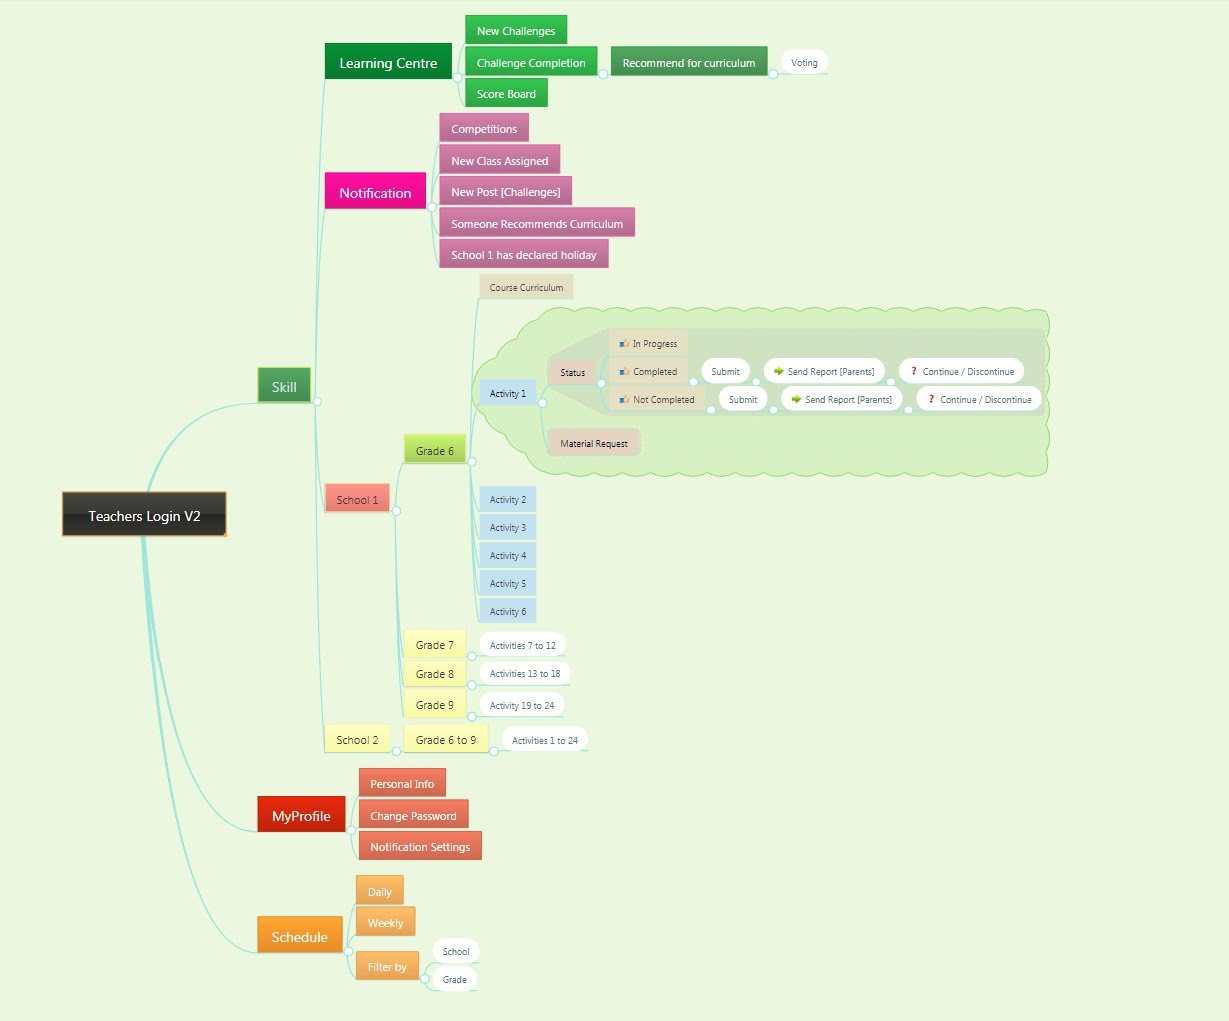 New Challenges
Learning Centre
Challenge Completion
Recommend for curriculum
Voting
Score Board
Competitions
New Class Assigned
Notification
New Post [Challenges]
Someone Recommends Curriculum
School 1 has declared holiday
Course Curriculum
In Progress
Skill
Status
Completed
Submit
Send Report [Parents]
? Continue / Discontinue
Activity 1
Not Completed
Submit
Send Report [Parents]
? Continue / Discontinue
Material Request
Grade 6
School 1
Activity 2
Teachers Login V2
Activity 3
Activity 4
Activity 5
Activity 6
Grade 7
Activities 7 to 12
Grade 8
Activities 13 to 18
Grade 9
Activity 19 to 24
School 2
Grade 6 to 9
Activities 1 to 24
Personal Info
MyProfile
Change Password
Notification Settings
Daily
Weekly
Schedule
School
Filter by
Grade